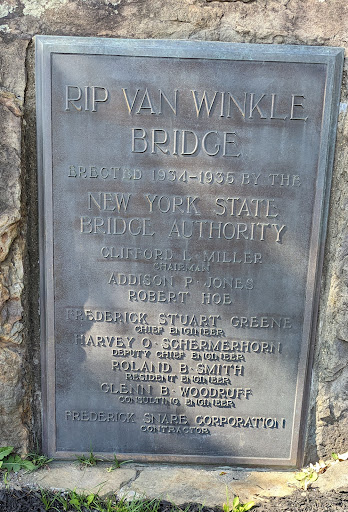 RIP VAN WINKLE
BRIDGE
ERECTED 1934-1935 BY THE
NEW YORK STATE
BRIDGE AUTHORITY
CLIFFORD L · MILLER
CHAIRMAN
ADDISON P · JONES
ROBERT HOE
FREDERICK STUART GREENE
CHIEF ENGINEER
HARVEY O · SCHERMERHORN
DEPUTY CHIEF ENGINEER
ROLAND B · SMITH
RESIDENT ENGINEER
GLENN B · WOODRUFF
CONSULTING ENGINEER
FREDERICK SNARE CORPORATION
CONTRACTOR